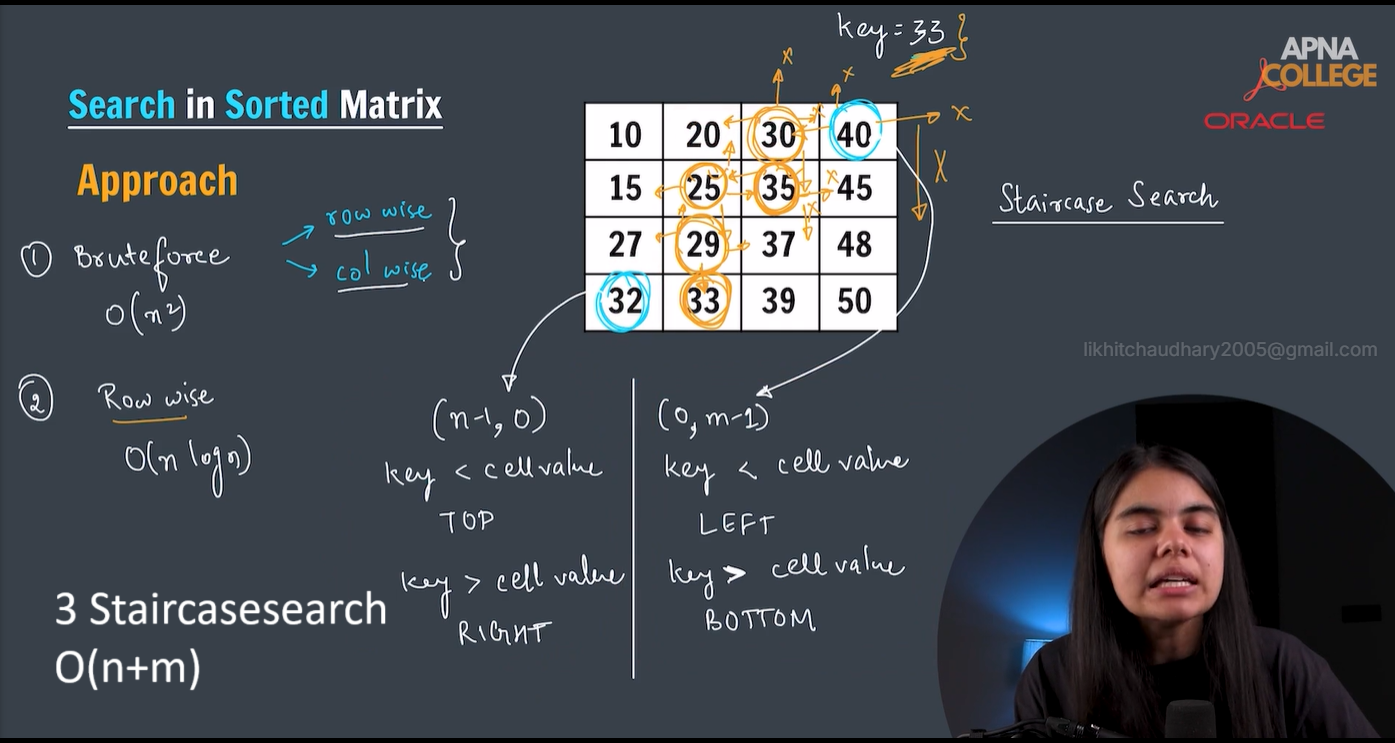 key = 33 }
APNA
COLLEGE
ORACLE
Search in Sorted Matrix
Approach
① Bruteforce
row wise
col wise
O(n²)
② Row wise
O(n log n)
3 Staircasesearch
O(n+m)
10 20 30 40
15 25 35 45
27 29 37 48
32 33 39 50
x x x X x x x
Staircase Search
likhitchaudhary2005@gmail.com
(n-1, 0)
key < cell value
TOP
key > cell value
RIGHT
(0, m-1)
key < cell value
LEFT
key > cell value
BOTTOM